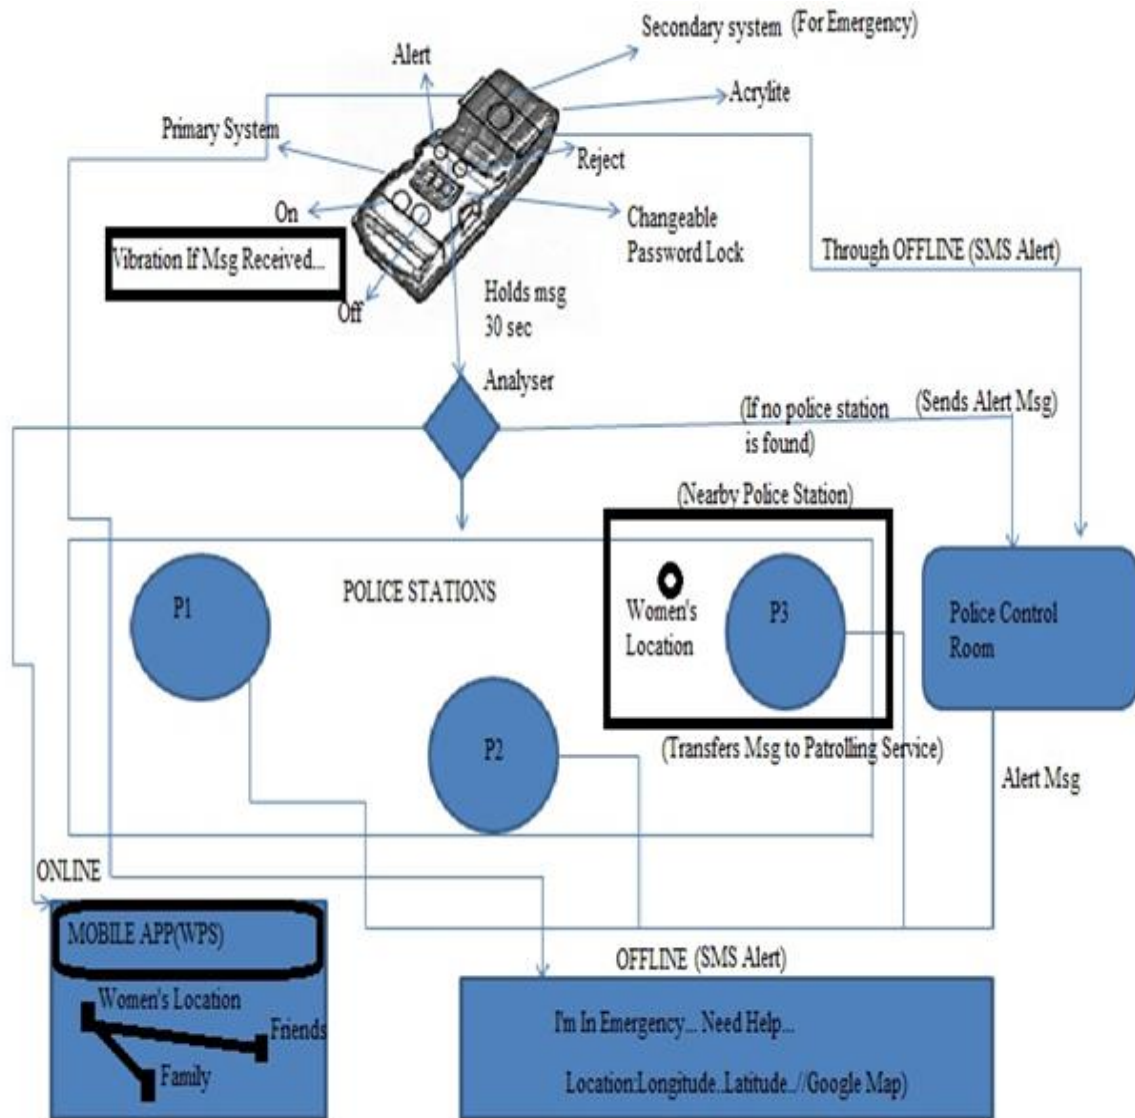 Secondary system (For Emergency)
Alert
Acrylite
Primary System
Reject
On
Changeable
Password Lock
Vibration If Msg Received...
Through OFFLINE (SMS Alert)
Off
Holds msg
30 sec
Analyser
(If no police station
is found)
(Sends Alert Msg)
(Nearby Police Station)
POLICE STATIONS
P1
Women's
Location
P3
Police Control
Room
P2
(Transfers Msg to Patrolling Service)
Alert Msg
ONLINE
MOBILE APP(WPS)
Women's Location
Friends
Family
OFFLINE (SMS Alert)
I'm In Emergency... Need Help...
Location:Longitude..Latitude..//Google Map)